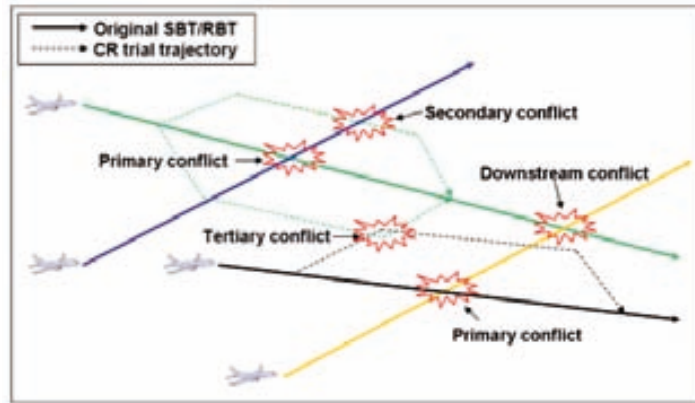 Original SBT/RBT
CR trial trajectory
Secondary conflict
Primary conflict
Downstream conflict
Tertiary conflict
Primary conflict